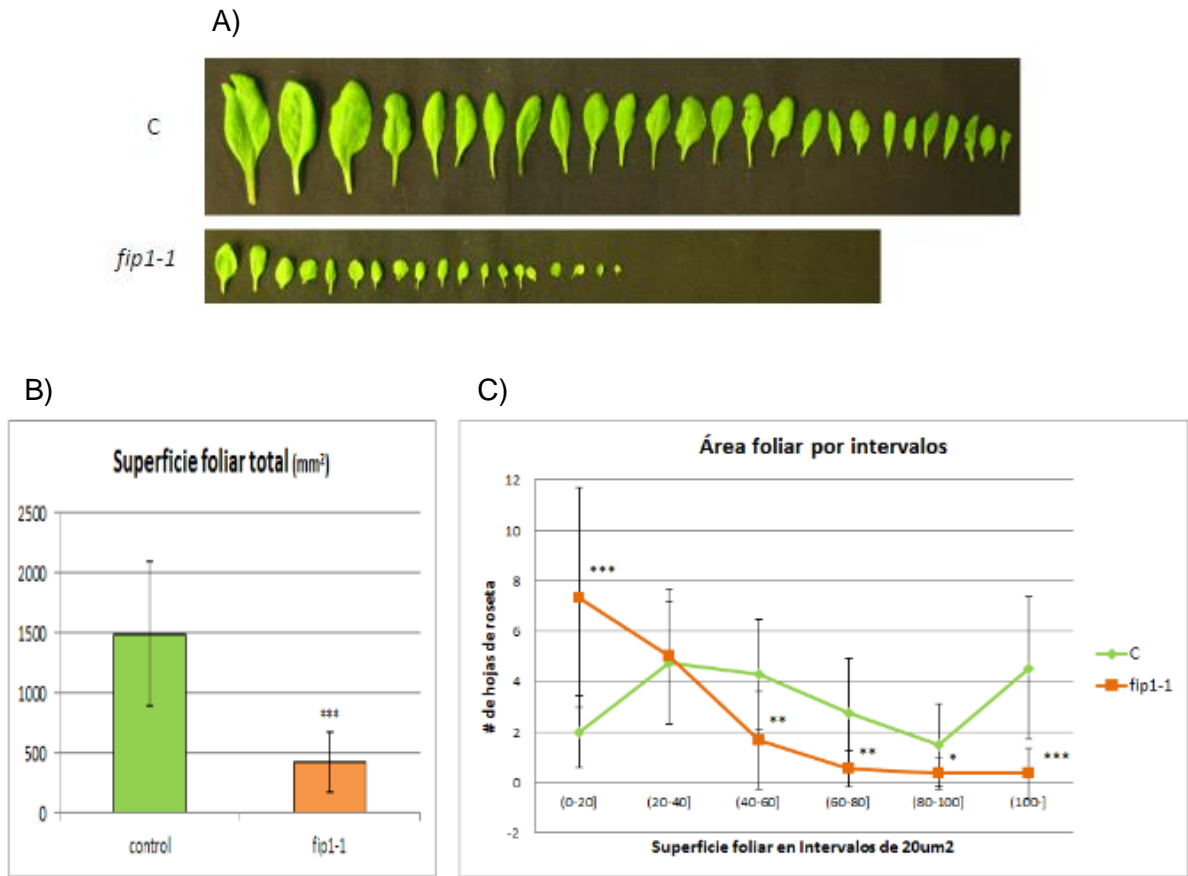 A)
C
fip1-1
B)
C)
Superficie foliar total (mm²)
2500
2000
1500
1000
500
0
***
control
fip1-1
Área foliar por intervalos
# de hojas de roseta
12
10
8
6
4
2
0
-2
***
**
**
*
***
(0-20]
(20-40]
(40-60]
(60-80]
(80-100]
(100-]
Superficie foliar en Intervalos de 20um2
C
fip1-1